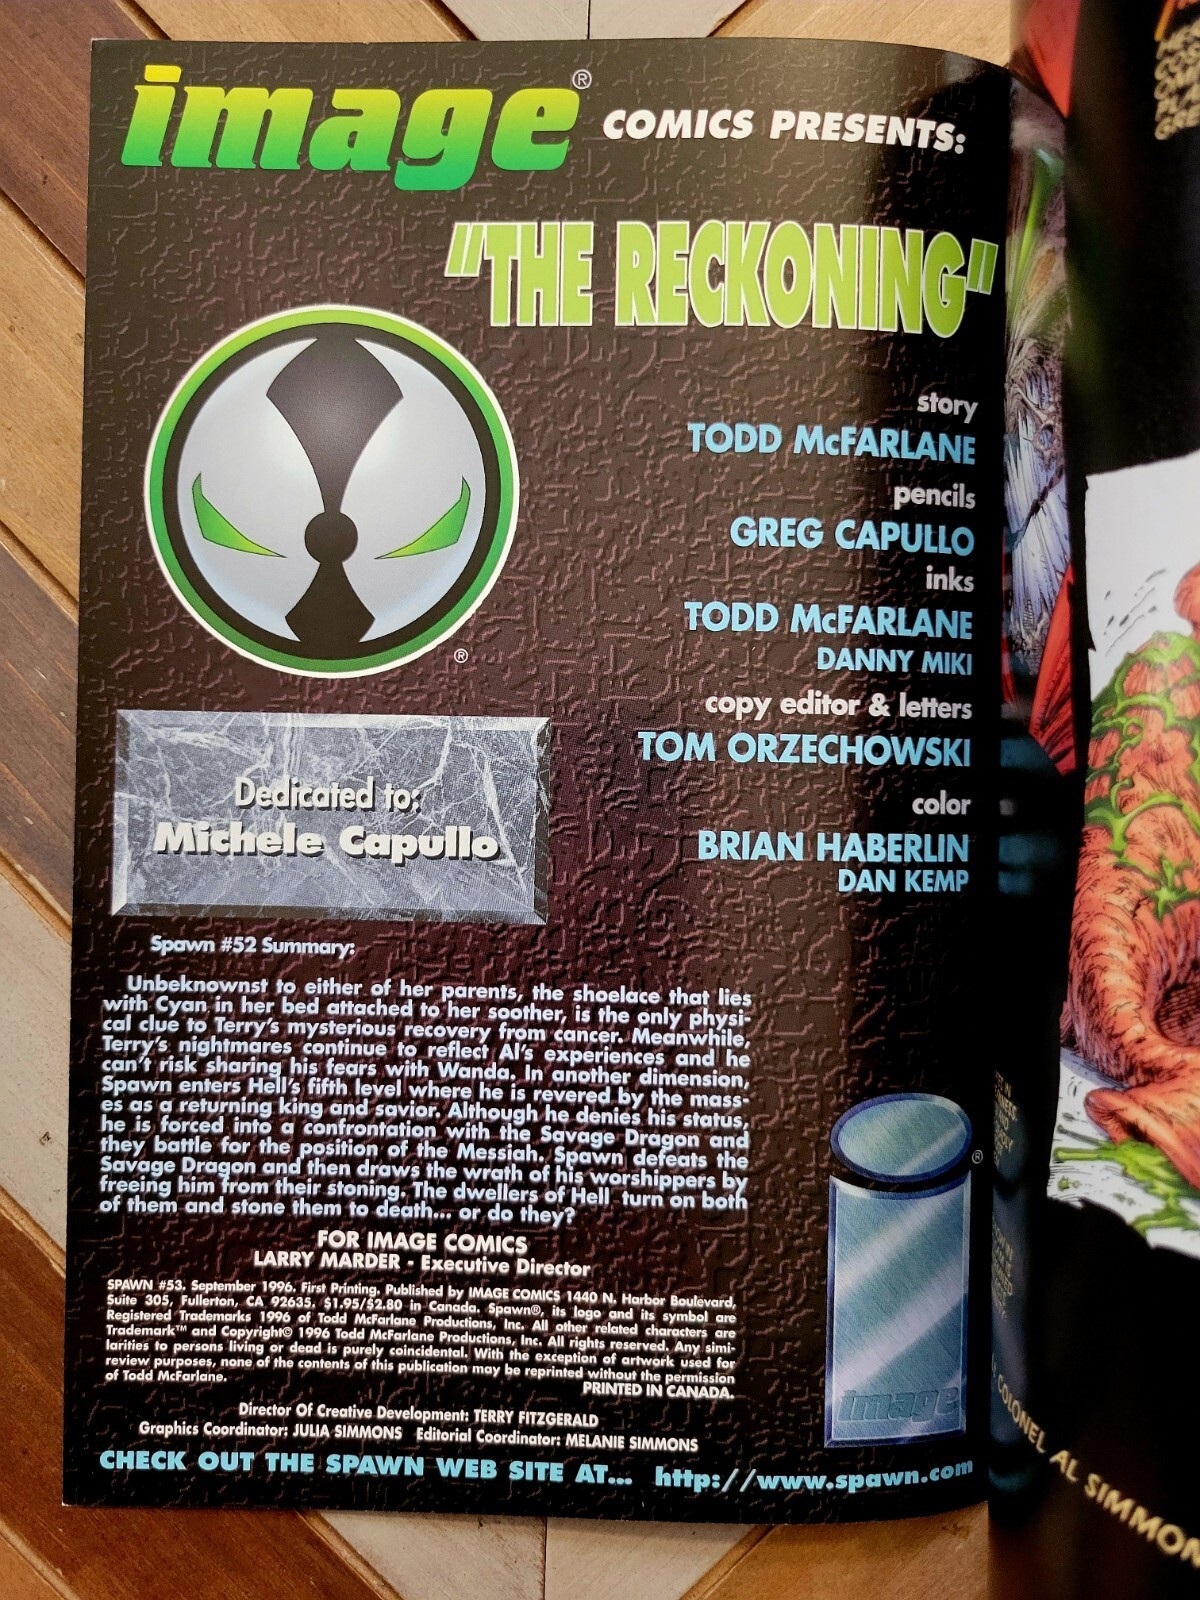 image®
COMICS PRESENTS:
"THE RECKONING"
story
TODD McFARLANE
pencils
GREG CAPULLO
inks
TODD McFARLANE
DANNY MIKI
copy editor & letters
TOM ORZECHOWSKI
color
BRIAN HABERLIN
DAN KEMP
®
Dedicated to:
Michele Capullo
Spawn #52 Summary:
Unbeknownst to either of her parents, the shoelace that lies
with Cyan in her bed attached to her soother, is the only physi-
cal clue to Terry's mysterious recovery from cancer. Meanwhile,
Terry's nightmares continue to reflect Al's experiences and he
can't risk sharing his fears with Wanda. In another dimension,
Spawn enters Hell's fifth level where he is revered by the mass-
es as a returning king and savior. Although he denies his status,
he is forced into a confrontation with the Savage Dragon and
they battle for the position of the Messiah. Spawn defeats the
Savage Dragon and then draws the wrath of his worshippers by
freeing him from their stoning. The dwellers of Hell turn on both
of them and stone them to death... or do they?
FOR IMAGE COMICS
LARRY MARDER - Executive Director
SPAWN #53. September 1996. First Printing. Published by IMAGE COMICS 1440 N. Harbor Boulevard,
Suite 305, Fullerton, CA 92635. $1.95/$2.80 in Canada. Spawn®, its logo and its symbol are
Registered Trademarks 1996 of Todd McFarlane Productions, Inc. All other related characters are
Trademark™ and Copyright© 1996 Todd McFarlane Productions, Inc. All rights reserved. Any simi-
larities to persons living or dead is purely coincidental. With the exception of artwork used for
review purposes, none of the contents of this publication may be reprinted without the permission
of Todd McFarlane.
PRINTED IN CANADA.
Director Of Creative Development: TERRY FITZGERALD
Graphics Coordinator: JULIA SIMMONS Editorial Coordinator: MELANIE SIMMONS
CHECK OUT THE SPAWN WEB SITE AT... http://www.spawn.com
®
image
COLONEL AL SIMMON